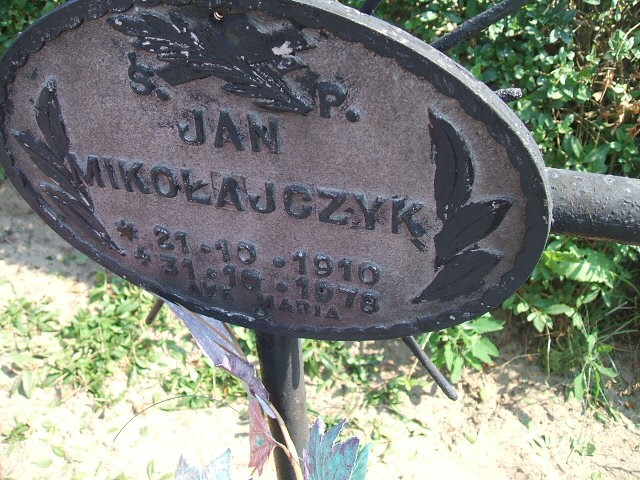 Ś. P.
JAN
MIKOŁAJCZYK
* 21·10·1910
+ 31·10·1978
AVE MARIA